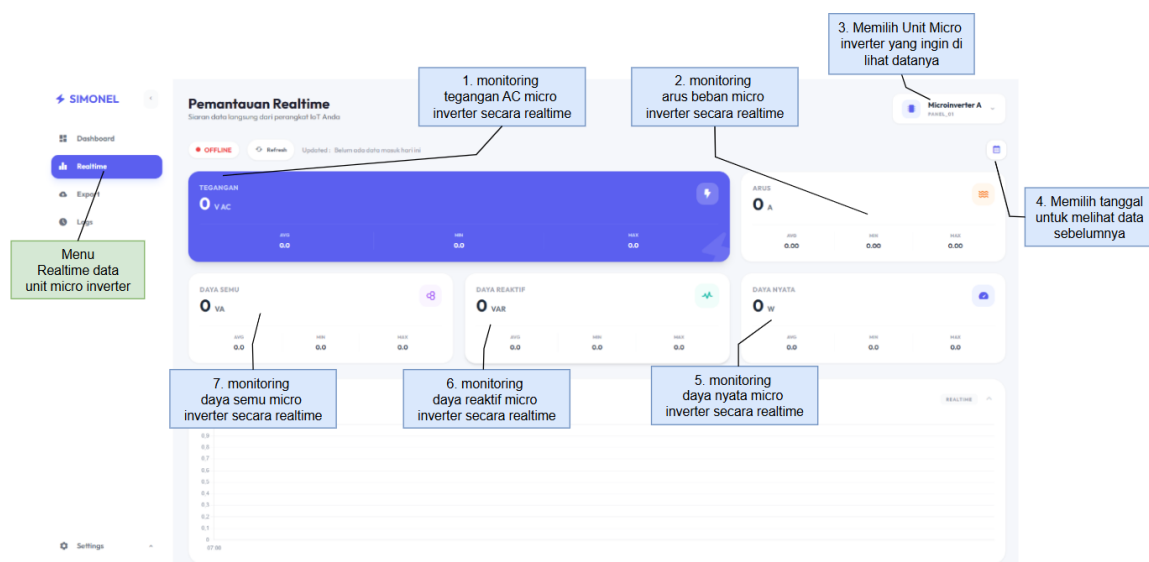 3. Memilih Unit Micro
inverter yang ingin di
lihat datanya
1. monitoring
tegangan AC micro
inverter secara realtime
2. monitoring
arus beban micro
inverter secara realtime
SIMONEL
Pemantauan Realtime
Siaran data langsung dari perangkat IoT Anda
Microinverter A
PANEL_01
Dashboard
Realtime
Export
Logs
OFFLINE
Refresh
Updated : Belum ada data masuk hari ini
TEGANGAN
0 V AC
AVG MIN MAX
0.0 0.0 0.0
ARUS
0 A
AVG MIN MAX
0.00 0.00 0.00
4. Memilih tanggal
untuk melihat data
sebelumnya
Menu
Realtime data
unit micro inverter
DAYA SEMU
0 VA
AVG MIN MAX
0.0 0.0 0.0
DAYA REAKTIF
0 VAR
AVG MIN MAX
0.0 0.0 0.0
DAYA NYATA
0 W
AVG MIN MAX
0.0 0.0 0.0
7. monitoring
daya semu micro
inverter secara realtime
6. monitoring
daya reaktif micro
inverter secara realtime
5. monitoring
daya nyata micro
inverter secara realtime
REALTIME
0,9
0,8
0,7
0,6
0,5
0,4
0,3
0,2
0,1
0
07 00
Settings